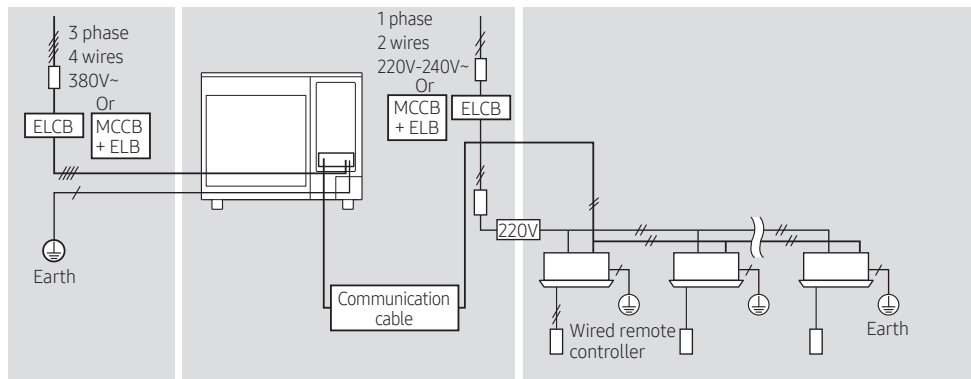 3 phase
4 wires
380V~
Or
ELCB
MCCB
+ ELB
Earth
1 phase
2 wires
220V-240V~
Or
MCCB
+ ELB
ELCB
220V
Communication
cable
Wired remote
controller
Earth